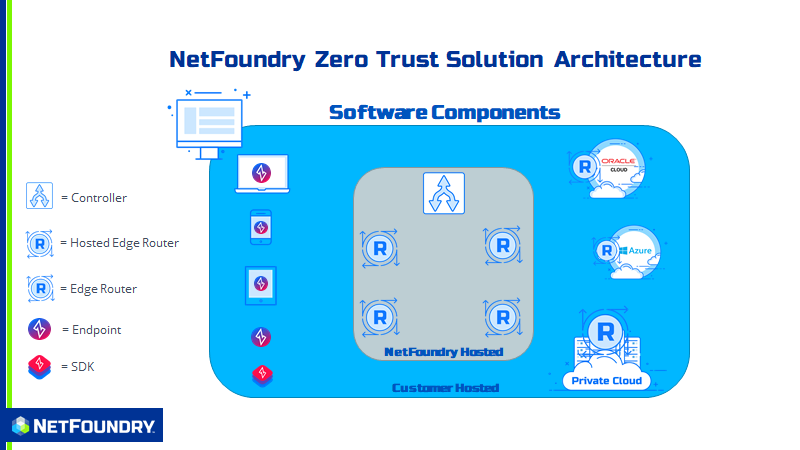 NetFoundry Zero Trust Solution Architecture
Software Components
= Controller
R = Hosted Edge Router
R = Edge Router
= Endpoint
= SDK
R ORACLE
CLOUD
R Azure
R R
R R
R
NetFoundry Hosted
Private Cloud
Customer Hosted
NETFOUNDRY